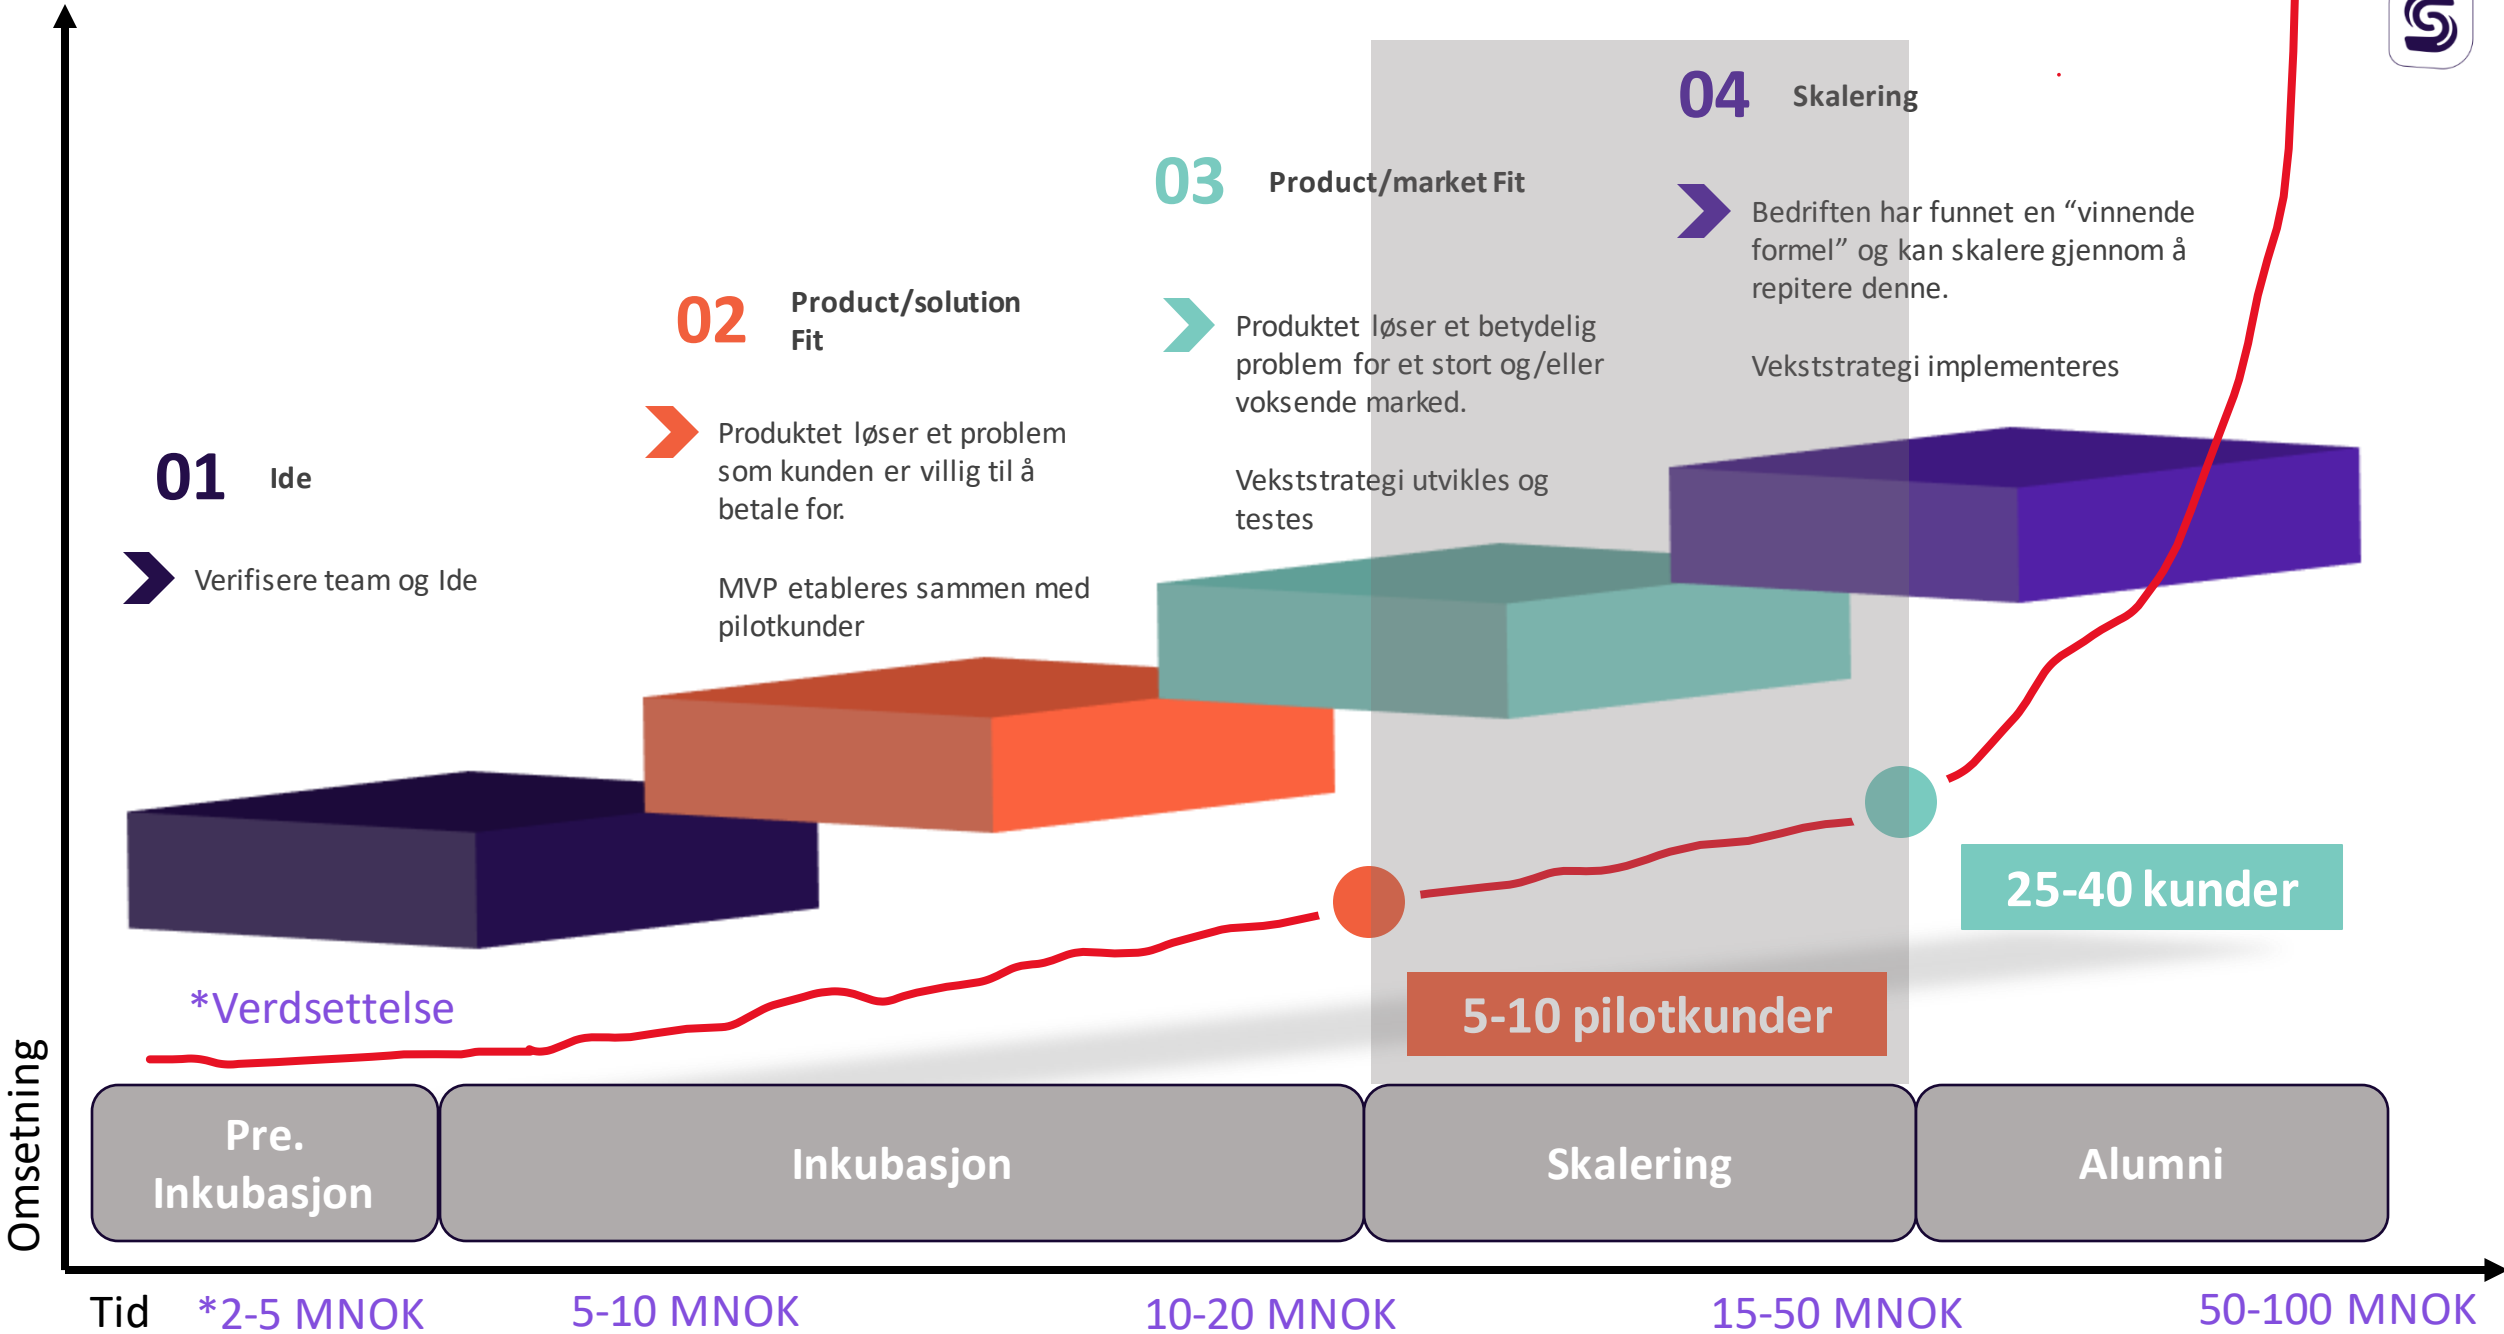 01
Ide
Verifisere team og Ide
02
Product/solution
Fit
Produktet løser et problem
som kunden er villig til å
betale for.
MVP etableres sammen med
pilotkunder
03
Product/market Fit
Produktet løser et betydelig
problem for et stort og/eller
voksende marked.
Vekststrategi utvikles og
testes
04
Skalering
Bedriften har funnet en “vinnende
formel” og kan skalere gjennom å
repitere denne.
Vekststrategi implementeres
25-40 kunder
5-10 pilotkunder
*Verdsettelse
Omsetning
Pre.
Inkubasjon
Inkubasjon
Skalering
Alumni
Tid
*2-5 MNOK
5-10 MNOK
10-20 MNOK
15-50 MNOK
50-100 MNOK